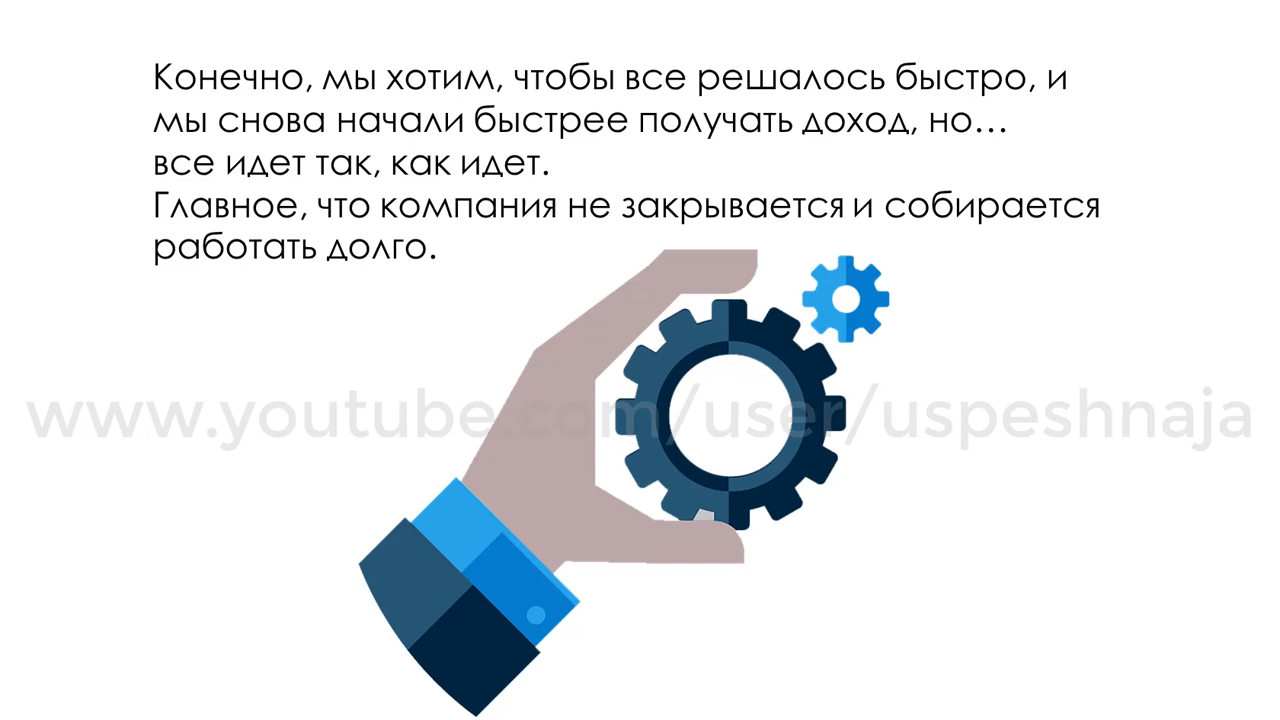 Конечно, мы хотим, чтобы все решалось быстро, и
мы снова начали быстрее получать доход, но…
все идет так, как идет.
Главное, что компания не закрывается и собирается
работать долго.
www.youtube.com/user/uspeshnaja